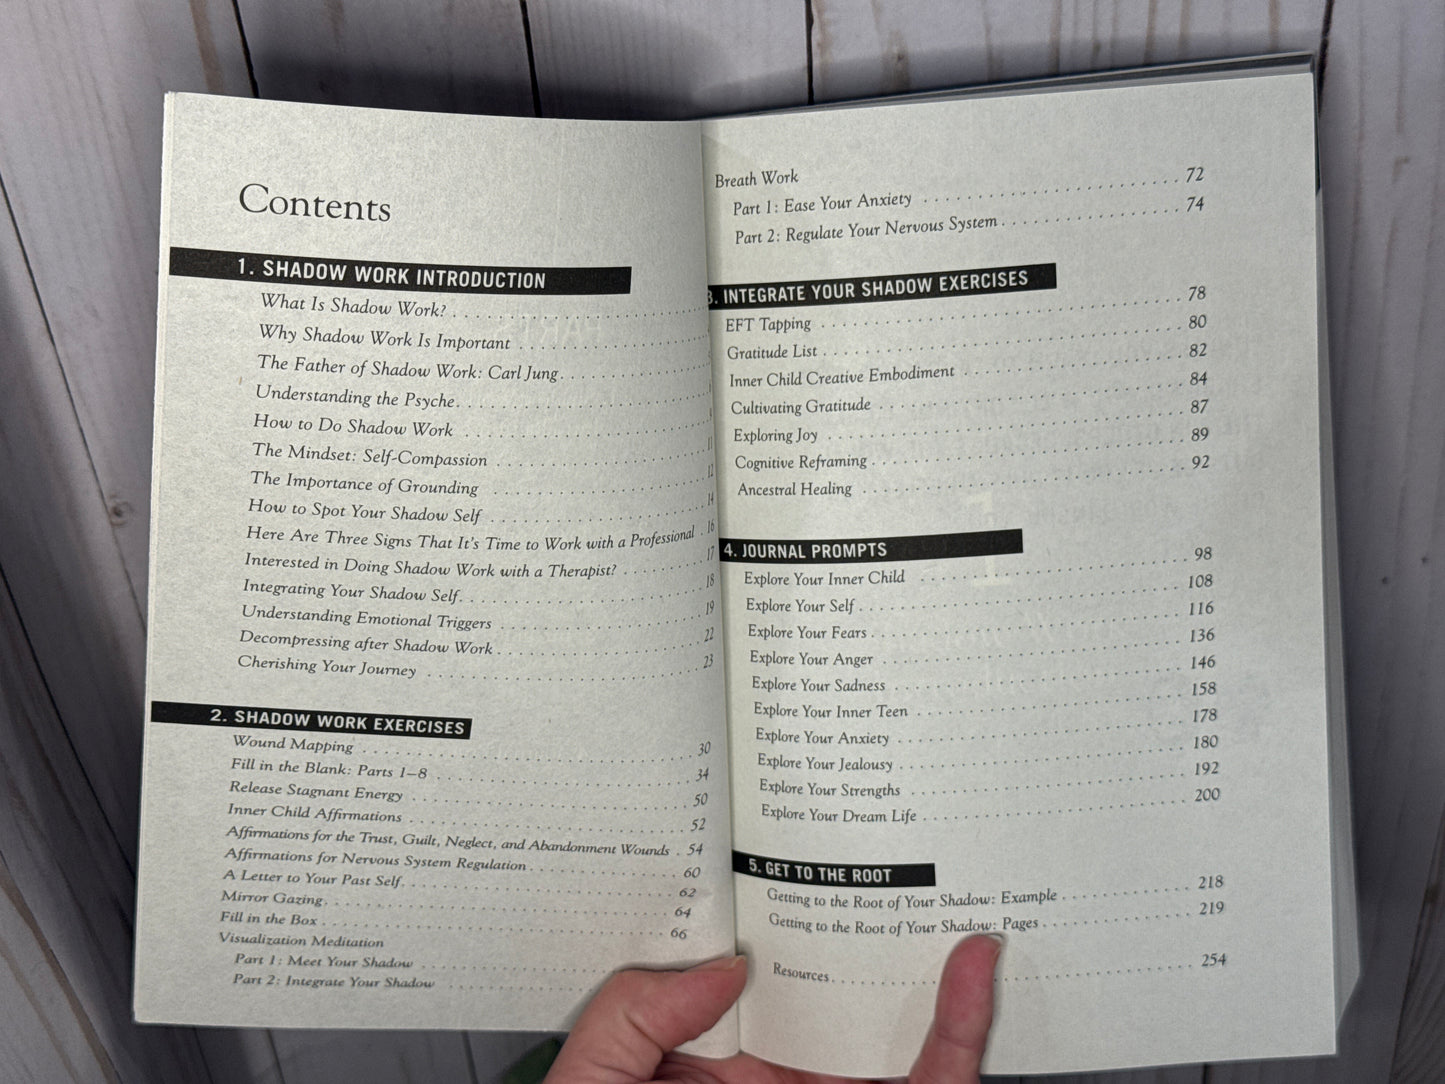 Contents
1. SHADOW WORK INTRODUCTION
What Is Shadow Work? . . . . . . . . . . . . . . . . . . . .
Why Shadow Work Is Important . . . . . . . . . . . . . . .
The Father of Shadow Work: Carl Jung. . . . . . . . . . . .
Understanding the Psyche. . . . . . . . . . . . . . . . . . .
How to Do Shadow Work . . . . . . . . . . . . . . . . . . .
The Mindset: Self-Compassion . . . . . . . . . . . . . . . . 11
The Importance of Grounding . . . . . . . . . . . . . . . . 12
How to Spot Your Shadow Self . . . . . . . . . . . . . . . . 14
Here Are Three Signs That It's Time to Work with a Professional . 16
Interested in Doing Shadow Work with a Therapist? . . . . . . 17
Integrating Your Shadow Self. . . . . . . . . . . . . . . . . 18
Understanding Emotional Triggers . . . . . . . . . . . . . . 19
Decompressing after Shadow Work . . . . . . . . . . . . . . 22
Cherishing Your Journey . . . . . . . . . . . . . . . . . . . 23
2. SHADOW WORK EXERCISES
Wound Mapping . . . . . . . . . . . . . . . . . . . . . . . 30
Fill in the Blank: Parts 1–8 . . . . . . . . . . . . . . . . . . 34
Release Stagnant Energy . . . . . . . . . . . . . . . . . . . 50
Inner Child Affirmations . . . . . . . . . . . . . . . . . . . 52
Affirmations for the Trust, Guilt, Neglect, and Abandonment Wounds . 54
Affirmations for Nervous System Regulation . . . . . . . . . . 60
A Letter to Your Past Self. . . . . . . . . . . . . . . . . . . 62
Mirror Gazing. . . . . . . . . . . . . . . . . . . . . . . . 64
Fill in the Box . . . . . . . . . . . . . . . . . . . . . . . . 66
Visualization Meditation
Part 1: Meet Your Shadow . . . . . . . . . . . .
Part 2: Integrate Your Shadow . . . . . . . . . .
Breath Work
Part 1: Ease Your Anxiety . . . . . . . . . . . . . . . . . . 72
Part 2: Regulate Your Nervous System . . . . . . . . . . . . 74
3. INTEGRATE YOUR SHADOW EXERCISES
EFT Tapping . . . . . . . . . . . . . . . . . . . . . . . . 78
Gratitude List . . . . . . . . . . . . . . . . . . . . . . . . 80
Inner Child Creative Embodiment . . . . . . . . . . . . . . 82
Cultivating Gratitude . . . . . . . . . . . . . . . . . . . . 84
Exploring Joy . . . . . . . . . . . . . . . . . . . . . . . . 87
Cognitive Reframing . . . . . . . . . . . . . . . . . . . . . 89
Ancestral Healing . . . . . . . . . . . . . . . . . . . . . . 92
4. JOURNAL PROMPTS
Explore Your Inner Child . . . . . . . . . . . . . . . . . . 98
Explore Your Self . . . . . . . . . . . . . . . . . . . . . . 108
Explore Your Fears . . . . . . . . . . . . . . . . . . . . . 116
Explore Your Anger . . . . . . . . . . . . . . . . . . . . . 136
Explore Your Sadness . . . . . . . . . . . . . . . . . . . . 146
Explore Your Inner Teen . . . . . . . . . . . . . . . . . . 158
Explore Your Anxiety . . . . . . . . . . . . . . . . . . . . 178
Explore Your Jealousy . . . . . . . . . . . . . . . . . . . . 180
Explore Your Strengths . . . . . . . . . . . . . . . . . . . 192
Explore Your Dream Life . . . . . . . . . . . . . . . . . . 200
5. GET TO THE ROOT
Getting to the Root of Your Shadow: Example . . . . . . . . . 218
Getting to the Root of Your Shadow: Pages . . . . . . . . . . 219
Resources . . . . . . . . . . . . . . . . . . . . . . . . . 254